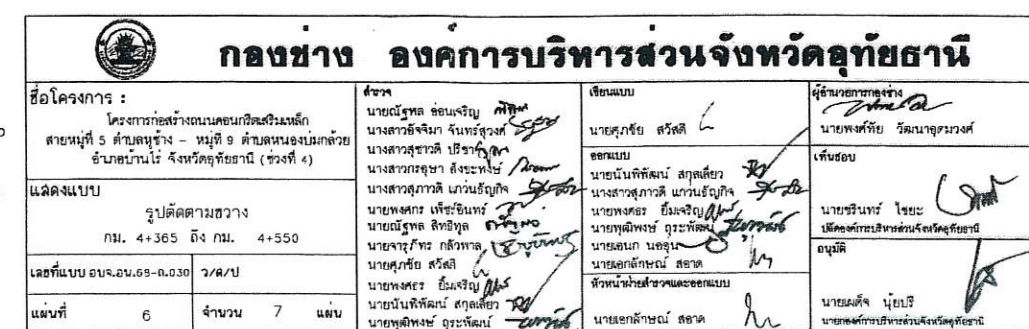 กองช่าง องค์การบริหารส่วนจังหวัดอุทัยธานี
ชื่อโครงการ :
โครงการก่อสร้างถนนคอนกรีตเสริมเหล็ก
สายหมู่ที่ 5 ตำบลหูช้าง - หมู่ที่ 9 ตำบลหนองบ่มกล้วย
อำเภอบ้านไร่ จังหวัดอุทัยธานี (ช่วงที่ 4)
แสดงแบบ
รูปตัดตามขวาง
กม. 4+365 ถึง กม. 4+550
เลขที่แบบ อบจ.อน.69-ถ.030 ว/ด/ป
แผ่นที่ 6 จำนวน 7 แผ่น
สำรวจ
นายณัฐพล อ่อนเจริญ
นางสาวอัจจิมา จันทร์สุวงศ์
นางสาวสุชาวดี
นางสาวกรอุษา
นางสาวสุภาวดี เกวนธัญกิจ
นายพงศกร เพ็ชร์อินทร์
นายณัฐพล สิทธิทูล
นายจารุภัทร กล้วพาล
นายศุภชัย สวัสดี
นายพงศธร ยิ้มเจริญ
นายนันทิพัฒน์ สกุลเลี่ยว
นายพุฒิพงษ์ ถุระพัฒน์
เขียนแบบ
นายศุภชัย สวัสดี
ออกแบบ
นายนันทิพัฒน์ สกุลเลี่ยว
นางสาวสุภาวดี เกวนธัญกิจ
นายพงศธร ยิ้มเจริญ
นายพุฒิพงษ์ ถุระพัฒน์
นายเอนก นออุ่น
นายเอกลักษณ์ สอาด
หัวหน้าฝ่ายสำรวจและออกแบบ
นายเอกลักษณ์ สอาด
ผู้อำนวยการกองช่าง
นายพงศ์ทัย วัฒนาอุดมวงศ์
เห็นชอบ
นายชรินทร์ ไชยะ
ปลัดองค์การบริหารส่วนจังหวัดอุทัยธานี
อนุมัติ
นายเผด็จ นุ้ยปรี
นายกองค์การบริหารส่วนจังหวัดอุทัยธานี